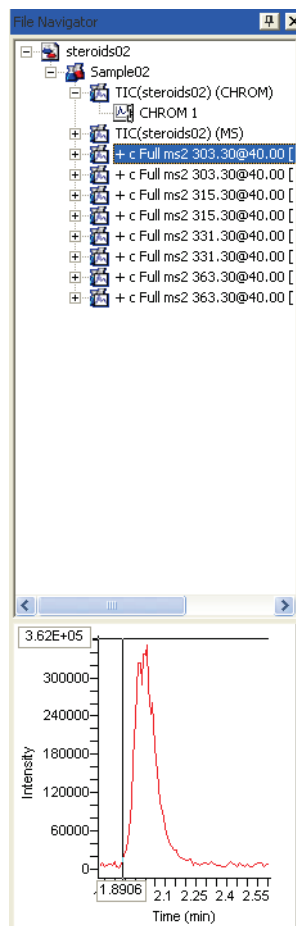 File Navigator
steroids02
Sample02
TIC(steroids02) (CHROM)
CHROM 1
TIC(steroids02) (MS)
+ c Full ms2 303.30@40.00 [
+ c Full ms2 303.30@40.00 [
+ c Full ms2 315.30@40.00 [
+ c Full ms2 315.30@40.00 [
+ c Full ms2 331.30@40.00 [
+ c Full ms2 331.30@40.00 [
+ c Full ms2 363.30@40.00 [
+ c Full ms2 363.30@40.00 [
3.62E+05
300000
240000
180000
120000
60000
0
Intensity
1.8906 2.1 2.25 2.4 2.55
Time (min)